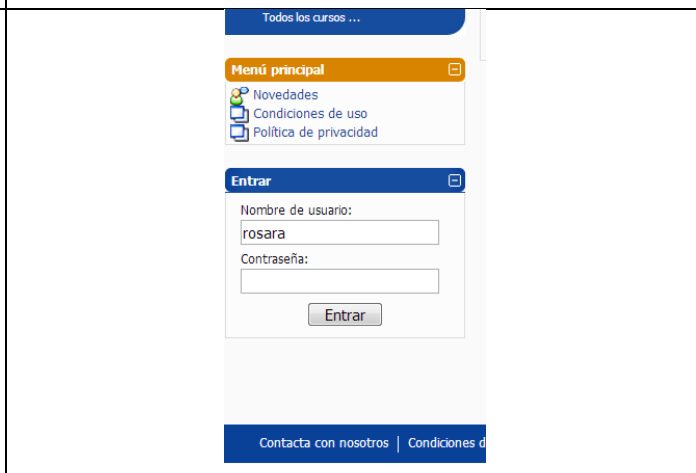 Todos los cursos ...
Menú principal
Novedades
Condiciones de uso
Política de privacidad
Entrar
Nombre de usuario:
rosara
Contraseña:
Entrar
Contacta con nosotros | Condiciones d